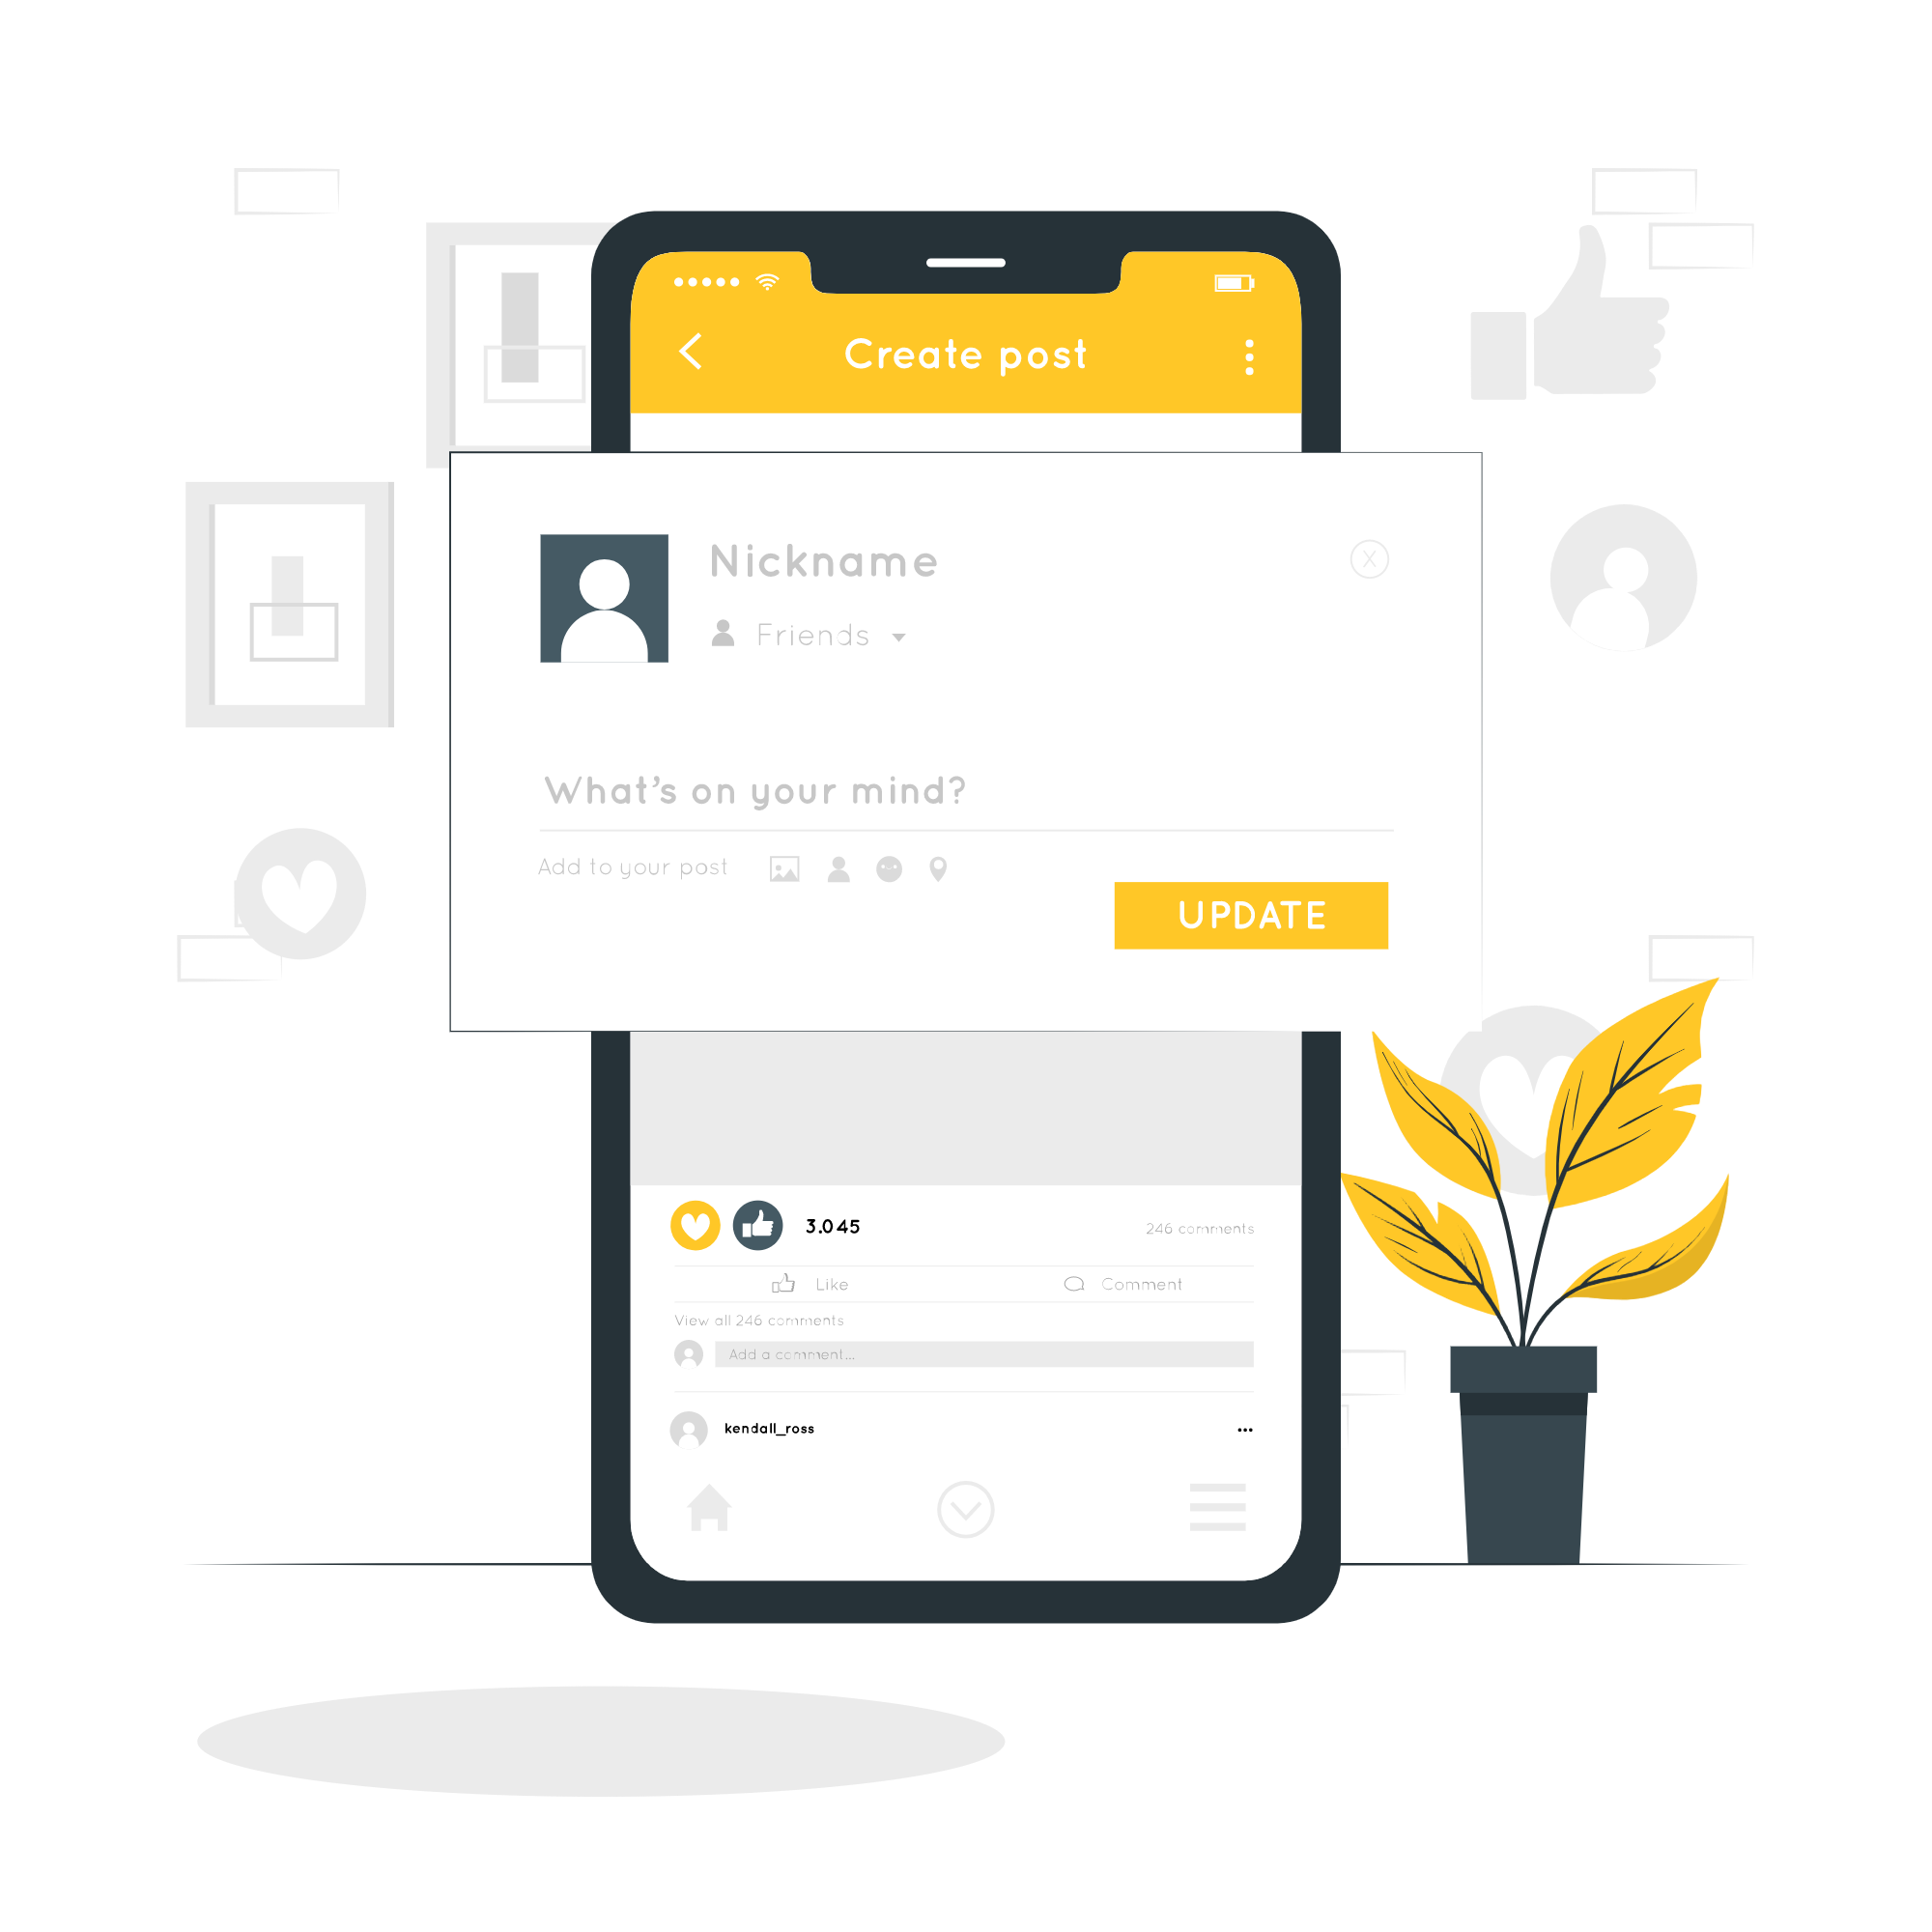 Create post
Nickname
X
Friends
What's on your mind?
Add to your post
UPDATE
3.045
246 comments
Like
Comment
View all 246 comments
Add a comment...
kendall_ross